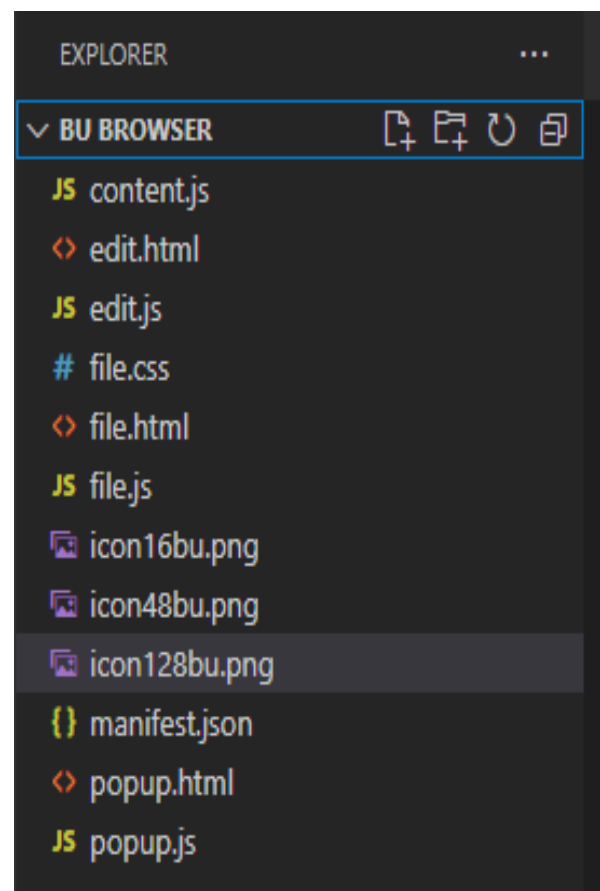 EXPLORER ...
BU BROWSER
JS content.js
<> edit.html
JS edit.js
# file.css
<> file.html
JS file.js
icon16bu.png
icon48bu.png
icon128bu.png
{} manifest.json
<> popup.html
JS popup.js